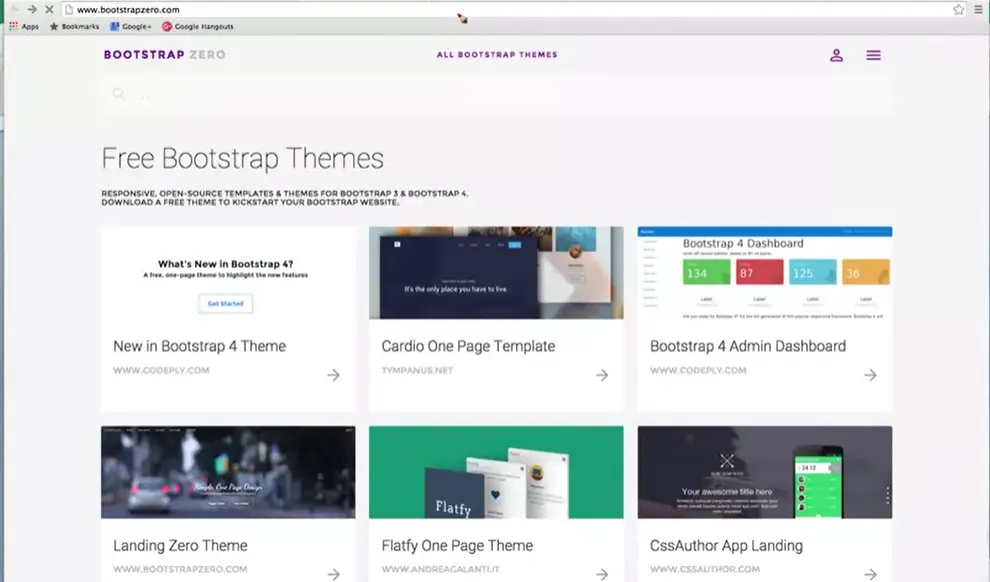 www.bootstrapzero.com
Apps Bookmarks Google+ Google Hangouts
BOOTSTRAP ZERO
ALL BOOTSTRAP THEMES
Free Bootstrap Themes
RESPONSIVE, OPEN-SOURCE TEMPLATES & THEMES FOR BOOTSTRAP 3 & BOOTSTRAP 4.
DOWNLOAD A FREE THEME TO KICKSTART YOUR BOOTSTRAP WEBSITE.
What's New in Bootstrap 4?
A free, one-page theme to highlight the new features
Get Started
New in Bootstrap 4 Theme
WWW.CODEPLY.COM
It's the only place you have to live.
Cardio One Page Template
TYMPANUS.NET
Bootstrap 4 Dashboard
134 87 125 36
Label Label Label Label
Bootstrap 4 Admin Dashboard
WWW.CODEPLY.COM
Simple, One Page Design
Landing Zero Theme
WWW.BOOTSTRAPZERO.COM
Flatfy
Flatfy One Page Theme
WWW.ANDREAGALANTI.IT
Your awesome title here
24 12
CssAuthor App Landing
WWW.CSSAUTHOR.COM